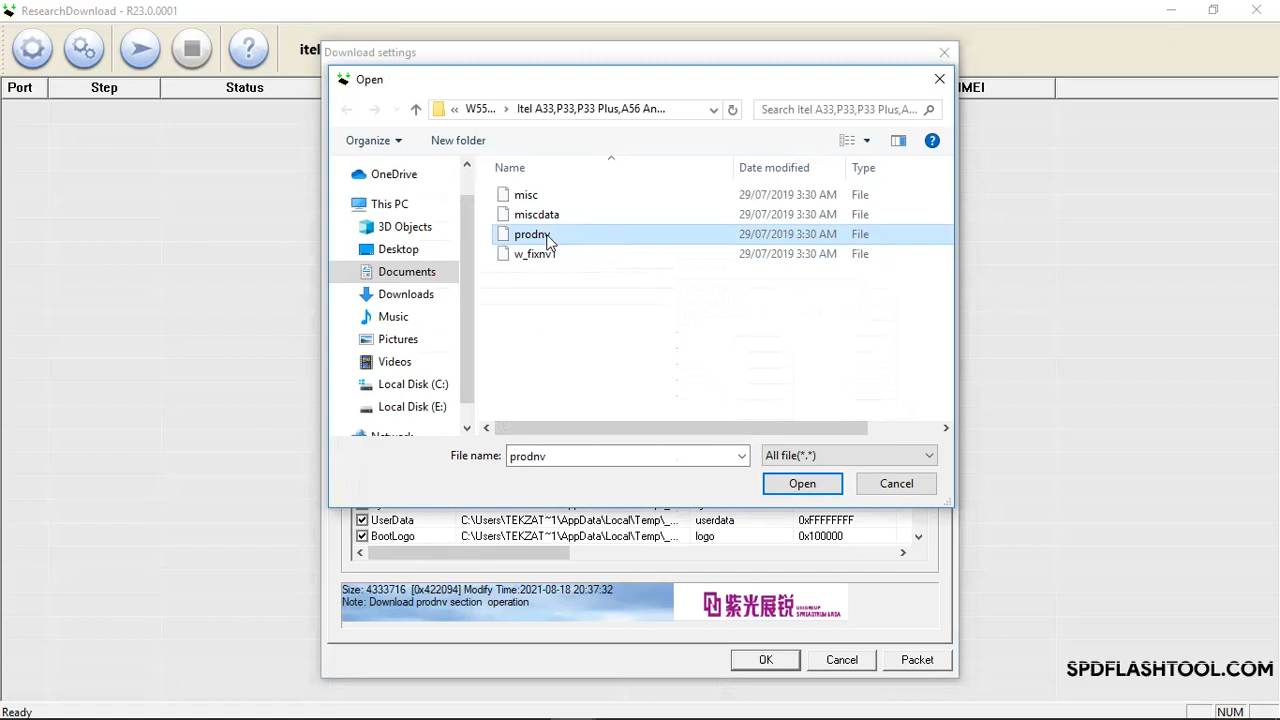 ResearchDownload - R23.0.0001
itel
Port Step Status IMEI
Download settings
Open
« W55... › Itel A33,P33,P33 Plus,A56 An...
Search Itel A33,P33,P33 Plus,A...
Organize New folder
Name Date modified Type
OneDrive
This PC
3D Objects
Desktop
Documents
Downloads
Music
Pictures
Videos
Local Disk (C:)
Local Disk (E:)
Network
misc 29/07/2019 3:30 AM File
miscdata 29/07/2019 3:30 AM File
prodnv 29/07/2019 3:30 AM File
w_fixnv1 29/07/2019 3:30 AM File
File name: prodnv All file(*.*)
Open Cancel
UserData C:\Users\TEKZAT~1\AppData\Local\Temp\_... userdata 0xFFFFFFFF
BootLogo C:\Users\TEKZAT~1\AppData\Local\Temp\_... logo 0x100000
Size: 4333716 [0x422094] Modify Time:2021-08-18 20:37:32
Note: Download prodnv section operation
紫光展锐
OK Cancel Packet
SPDFLASHTOOL.COM
Ready NUM